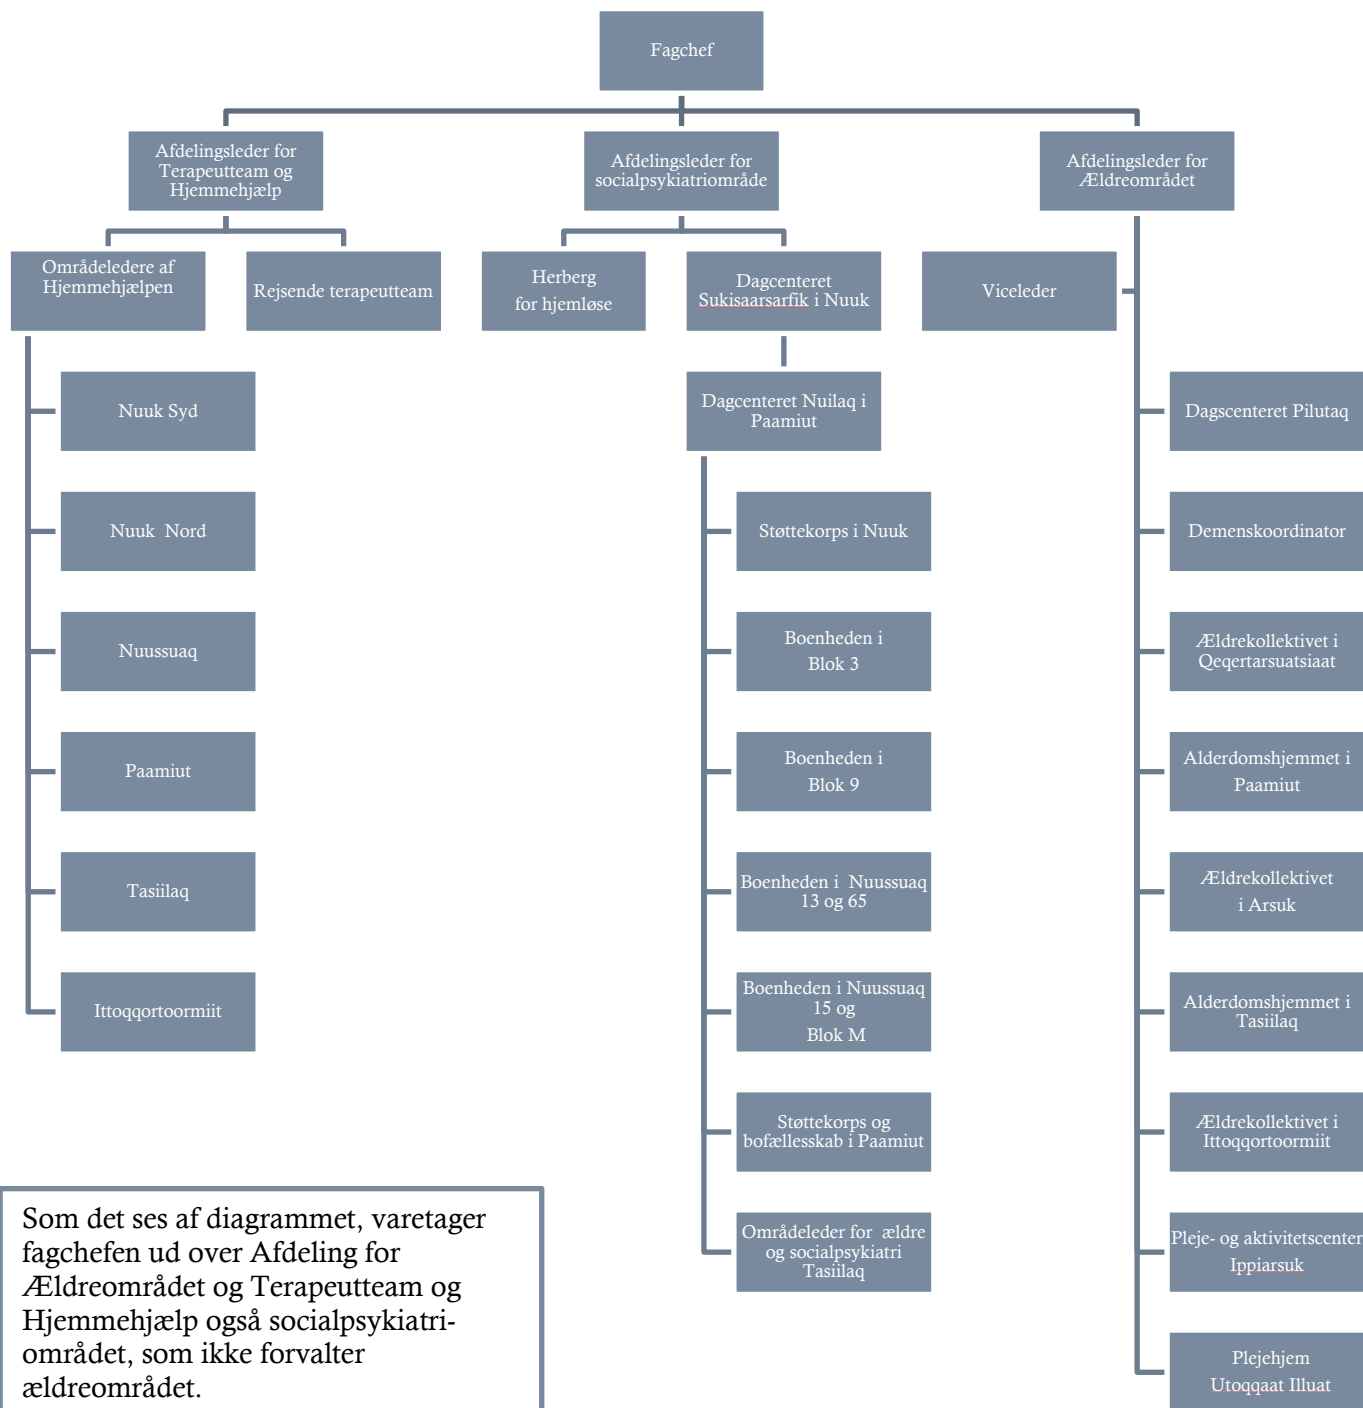 Fagchef
Afdelingsleder for
Terapeutteam og
Hjemmehjælp
Afdelingsleder for
socialpsykiatriområde
Afdelingsleder for
Ældreområdet
Områdeledere af
Hjemmehjælpen
Rejsende terapeutteam
Herberg
for hjemløse
Dagcenteret
Sukisaarsarfik i Nuuk
Viceleder
Nuuk Syd
Nuuk Nord
Nuussuaq
Paamiut
Tasiilaq
Ittoqqortoormiit
Dagcenteret Nuilaq i
Paamiut
Støttekorps i Nuuk
Boenheden i
Blok 3
Boenheden i
Blok 9
Boenheden i Nuussuaq
13 og 65
Boenheden i Nuussuaq
15 og
Blok M
Støttekorps og
bofællesskab i Paamiut
Områdeleder for ældre
og socialpsykiatri
Tasiilaq
Dagscenteret Pilutaq
Demenskoordinator
Ældrekollektivet i
Qeqertarsuatsiaat
Alderdomshjemmet i
Paamiut
Ældrekollektivet
i Arsuk
Alderdomshjemmet i
Tasiilaq
Ældrekollektivet i
Ittoqqortoormiit
Pleje- og aktivitetscenter
Ippiarsuk
Plejehjem
Utoqqaat Illuat
Som det ses af diagrammet, varetager
fagchefen ud over Afdeling for
Ældreområdet og Terapeutteam og
Hjemmehjælp også socialpsykiatri-
området, som ikke forvalter
ældreområdet.